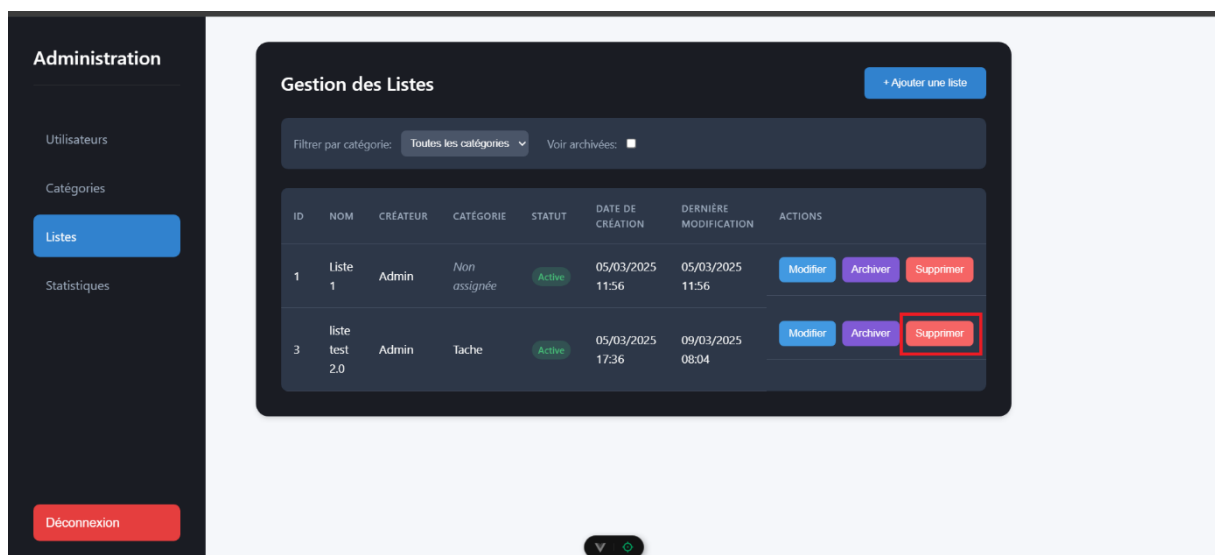 Administration
Utilisateurs
Catégories
Listes
Statistiques
Déconnexion
Gestion des Listes
+ Ajouter une liste
Filtrer par catégorie: Toutes les catégories Voir archivées:
ID NOM CRÉATEUR CATÉGORIE STATUT DATE DE CRÉATION DERNIÈRE MODIFICATION ACTIONS
1 Liste 1 Admin Non assignée Active 05/03/2025 11:56 05/03/2025 11:56 Modifier Archiver Supprimer
3 liste test 2.0 Admin Tache Active 05/03/2025 17:36 09/03/2025 08:04 Modifier Archiver Supprimer